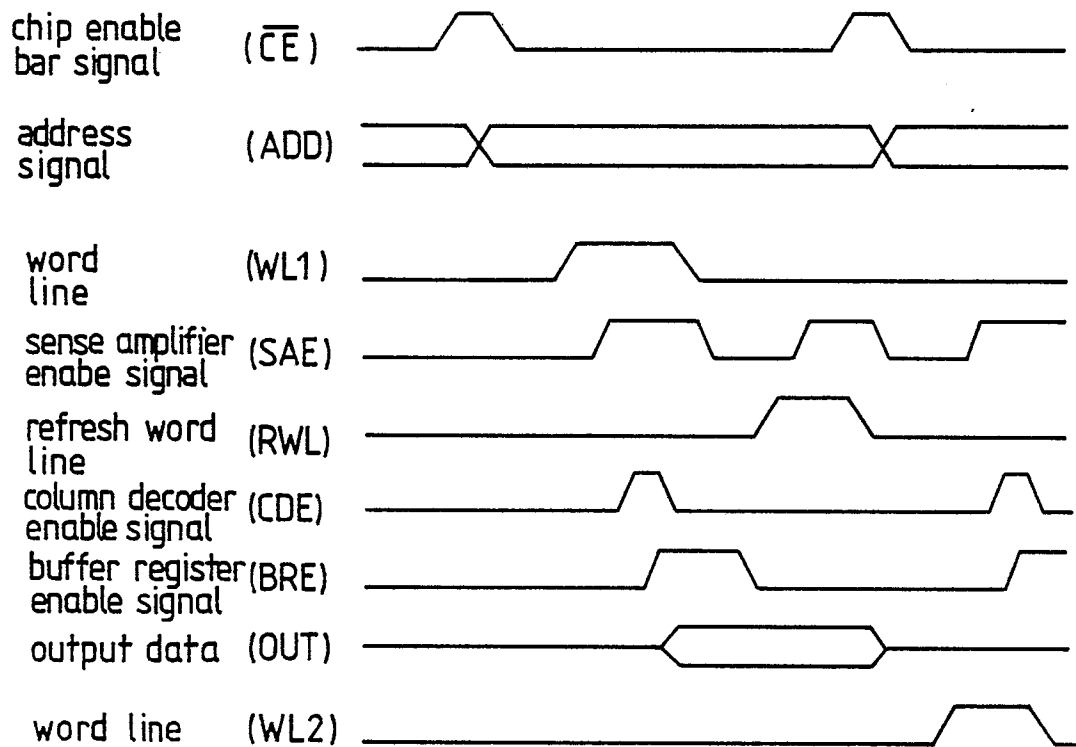 chip enable
bar signal (C̅E̅)
address
signal (ADD)
word
line (WL1)
sense amplifier
enabe signal (SAE)
refresh word
line (RWL)
column decoder
enable signal (CDE)
buffer register
enable signal (BRE)
output data (OUT)
word line (WL2)